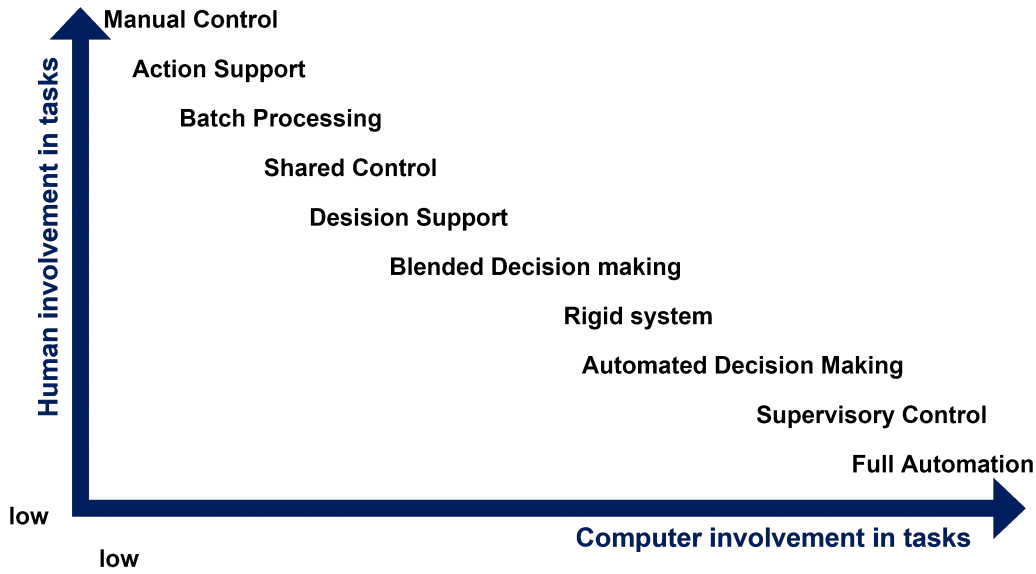 Manual Control
Action Support
Batch Processing
Shared Control
Desision Support
Blended Decision making
Rigid system
Automated Decision Making
Supervisory Control
Full Automation
Human involvement in tasks
low
Computer involvement in tasks
low